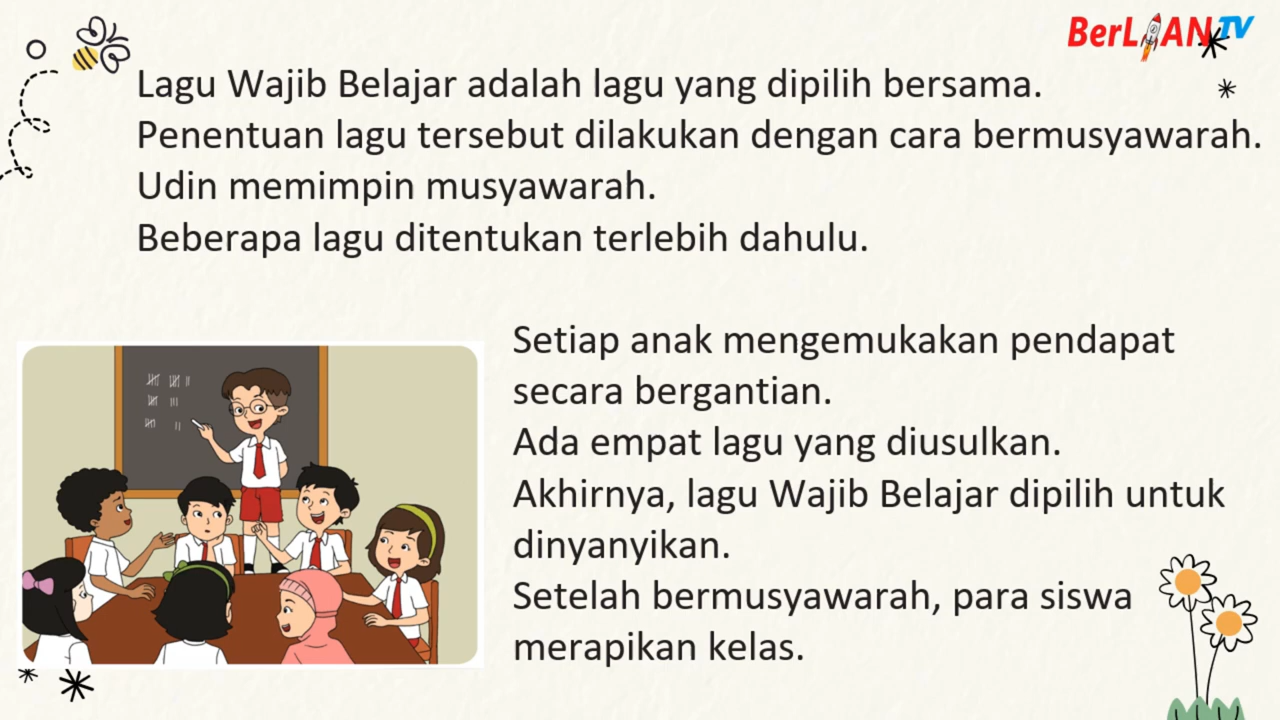 BerLIAN TV
Lagu Wajib Belajar adalah lagu yang dipilih bersama.
Penentuan lagu tersebut dilakukan dengan cara bermusyawarah.
Udin memimpin musyawarah.
Beberapa lagu ditentukan terlebih dahulu.
Setiap anak mengemukakan pendapat
secara bergantian.
Ada empat lagu yang diusulkan.
Akhirnya, lagu Wajib Belajar dipilih untuk
dinyanyikan.
Setelah bermusyawarah, para siswa
merapikan kelas.